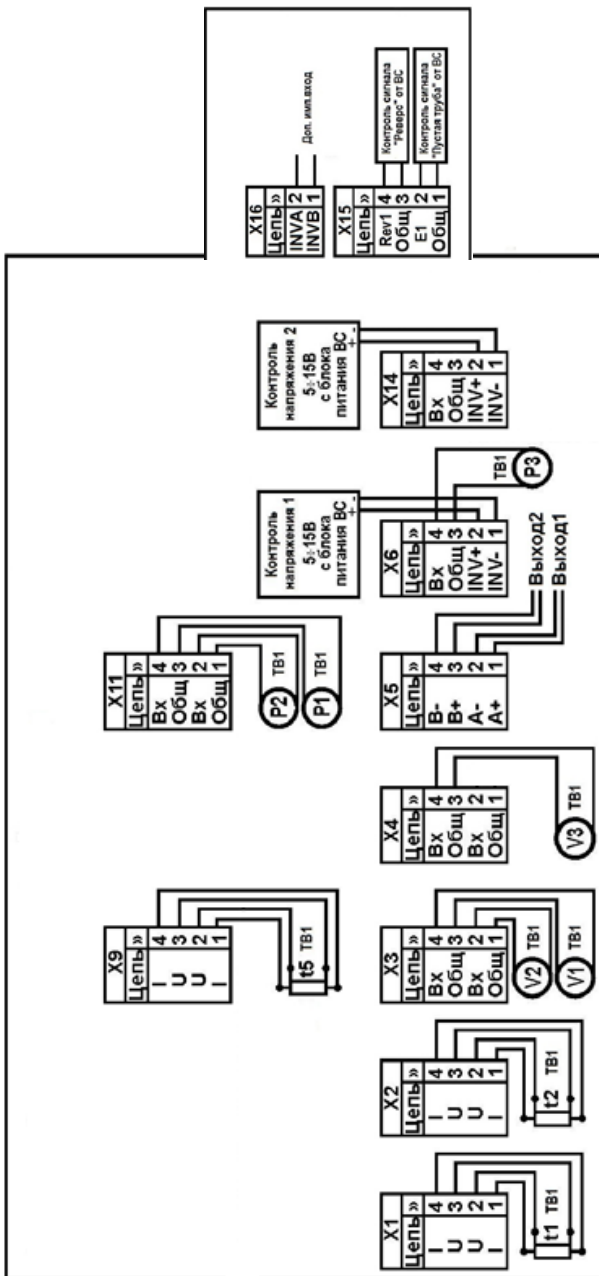 X16
Цепь »
INVA 2
INVB 1
Доп. имп.вход
X15
Цепь »
Rev1 4
Общ 3
E1 2
Общ 1
Контроль сигнала
"Реверс" от ВС
Контроль сигнала
"Пустая труба" от ВС
Контроль
напряжения 2
5÷15В
с блока
питания ВС
+ -
X14
Цепь »
Вх 4
Общ 3
INV+ 2
INV- 1
Контроль
напряжения 1
5÷15В
с блока
питания ВС
+ -
X6
Цепь »
Вх 4
Общ 3
INV+ 2
INV- 1
ТВ1
P3
X11
Цепь »
Вх 4
Общ 3
Вх 2
Общ 1
P2 ТВ1
P1 ТВ1
X5
Цепь »
B- 4
B+ 3
A- 2
A+ 1
Выход2
Выход1
X4
Цепь »
Вх 4
Общ 3
Вх 2
Общ 1
V3 ТВ1
X9
Цепь »
I 4
U 3
U 2
I 1
t5 ТВ1
X3
Цепь »
Вх 4
Общ 3
Вх 2
Общ 1
V2 ТВ1
V1 ТВ1
X2
Цепь »
I 4
U 3
U 2
I 1
t2 ТВ1
X1
Цепь »
I 4
U 3
U 2
I 1
t1 ТВ1